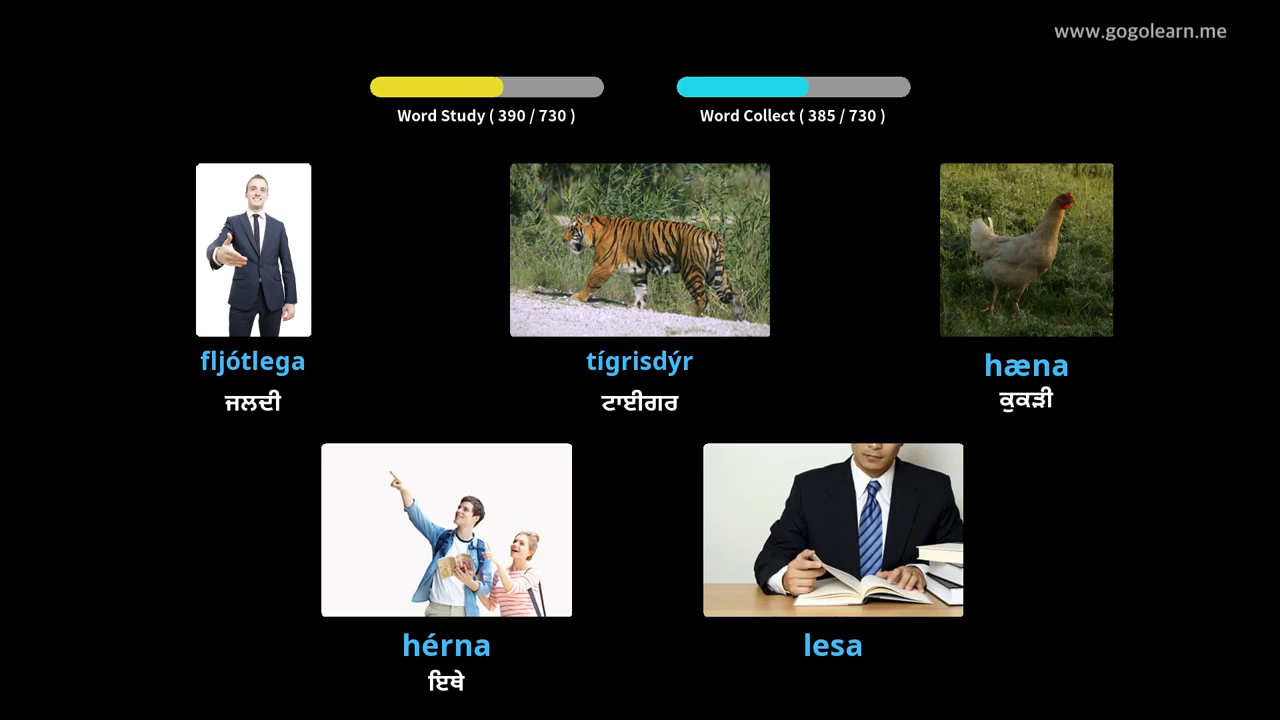 www.gogolearn.me
Word Study ( 390 / 730 )
Word Collect ( 385 / 730 )
fljótlega
ਜਲਦੀ
tígrisdýr
ਟਾਈਗਰ
hæna
ਕੁਕੜੀ
hérna
ਇਥੇ
lesa